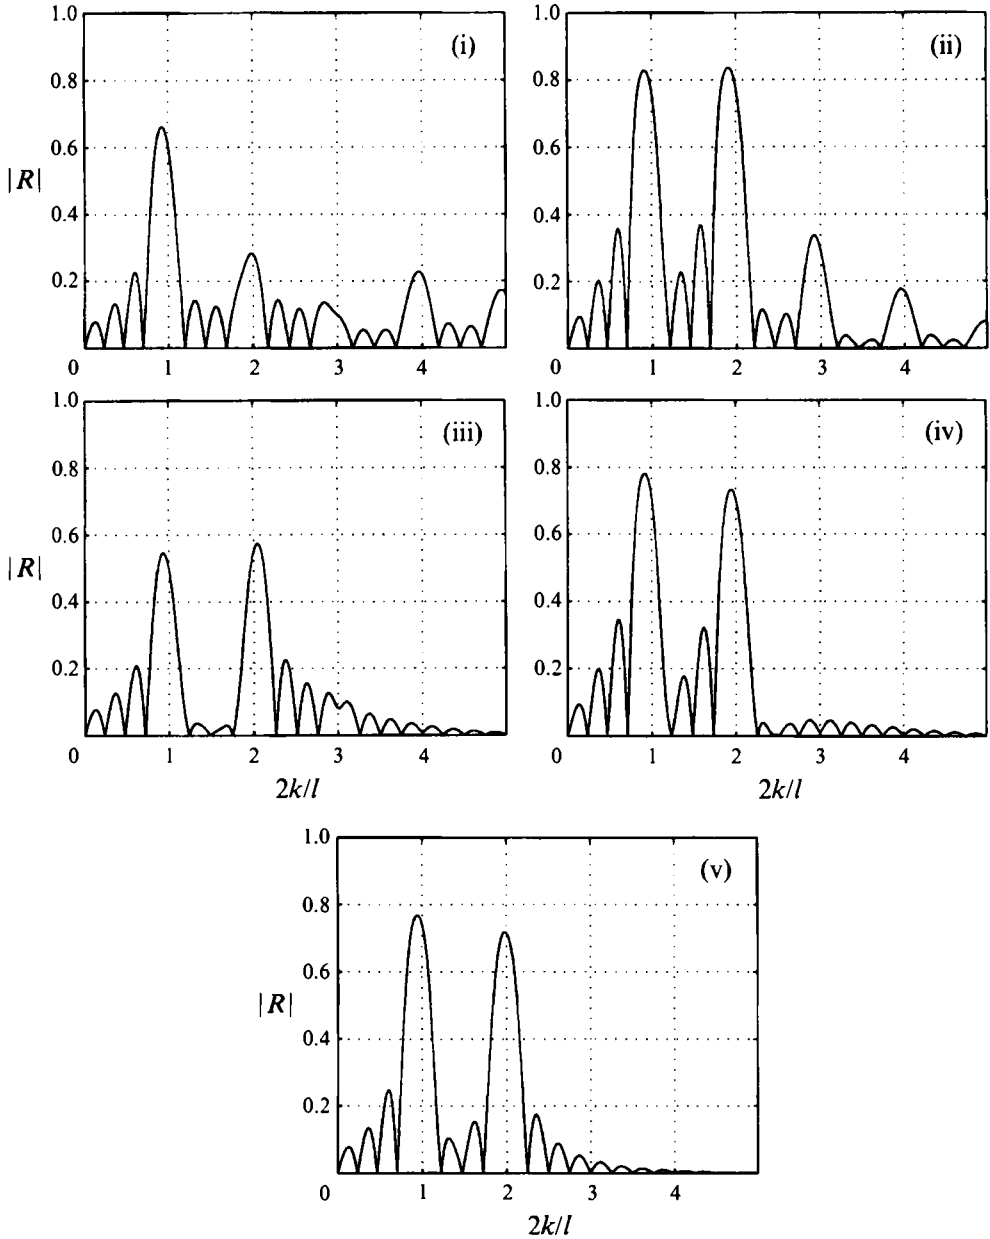 1.0 (i) 1.0 (ii)
0.8 0.8
0.6 0.6
|R| 0.4 0.4
0.2 0.2
0 1 2 3 4 0 1 2 3 4
1.0 (iii) 1.0 (iv)
0.8 0.8
0.6 0.6
|R| 0.4 0.4
0.2 0.2
0 1 2 3 4 0 1 2 3 4
2k/l 2k/l
1.0 (v)
0.8
0.6
|R|
0.4
0.2
0 1 2 3 4
2k/l